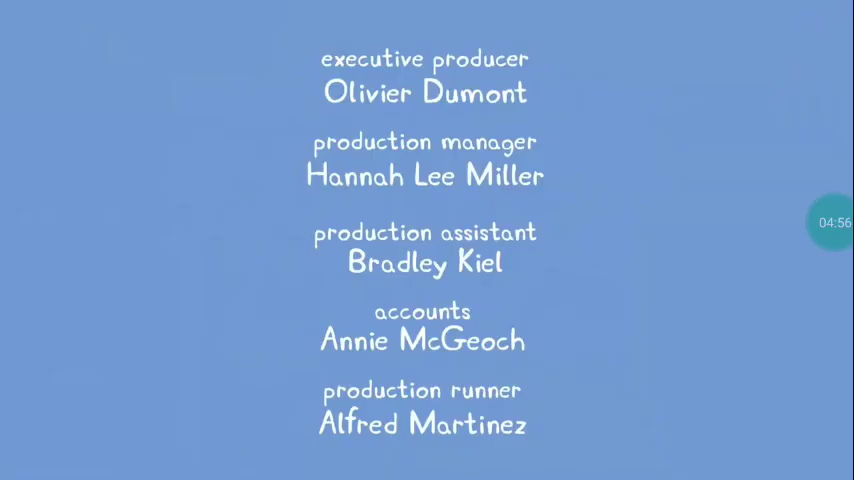 executive producer
Olivier Dumont
production manager
Hannah Lee Miller
04:56
production assistant
Bradley Kiel
accounts
Annie McGeoch
production runner
Alfred Martinez